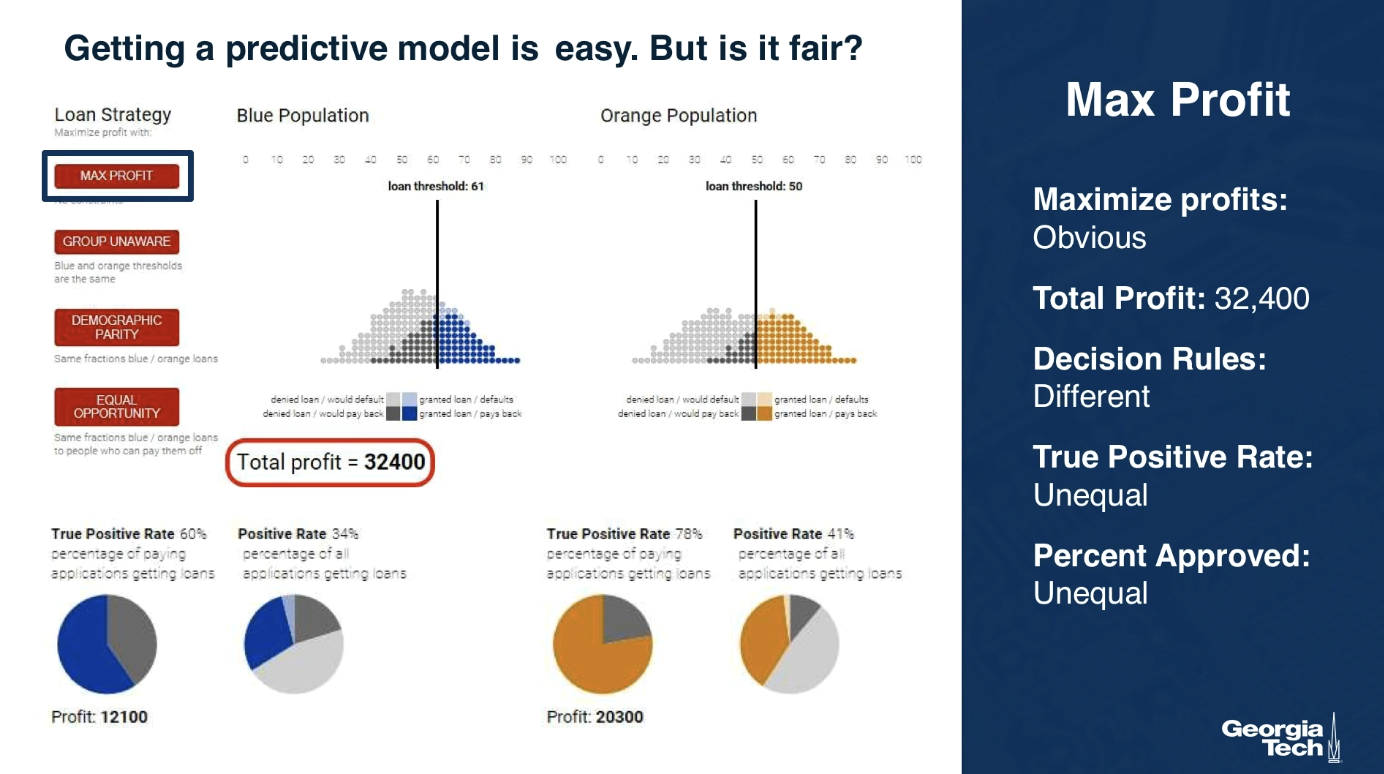 Getting a predictive model is easy. But is it fair?
Loan Strategy
Maximize profit with:
MAX PROFIT
No constraints
GROUP UNAWARE
Blue and orange thresholds
are the same
DEMOGRAPHIC
PARITY
Same fractions blue / orange loans
EQUAL
OPPORTUNITY
Same fractions blue / orange loans
to people who can pay them off
Blue Population
0 10 20 30 40 50 60 70 80 90 100
loan threshold: 61
denied loan / would default granted loan / defaults
denied loan / would pay back granted loan / pays back
Orange Population
0 10 20 30 40 50 60 70 80 90 100
loan threshold: 50
denied loan / would default granted loan / defaults
denied loan / would pay back granted loan / pays back
Total profit = 32400
True Positive Rate 60%
percentage of paying
applications getting loans
Profit: 12100
Positive Rate 34%
percentage of all
applications getting loans
True Positive Rate 78%
percentage of paying
applications getting loans
Profit: 20300
Positive Rate 41%
percentage of all
applications getting loans
Max Profit
Maximize profits:
Obvious
Total Profit: 32,400
Decision Rules:
Different
True Positive Rate:
Unequal
Percent Approved:
Unequal
Georgia
Tech